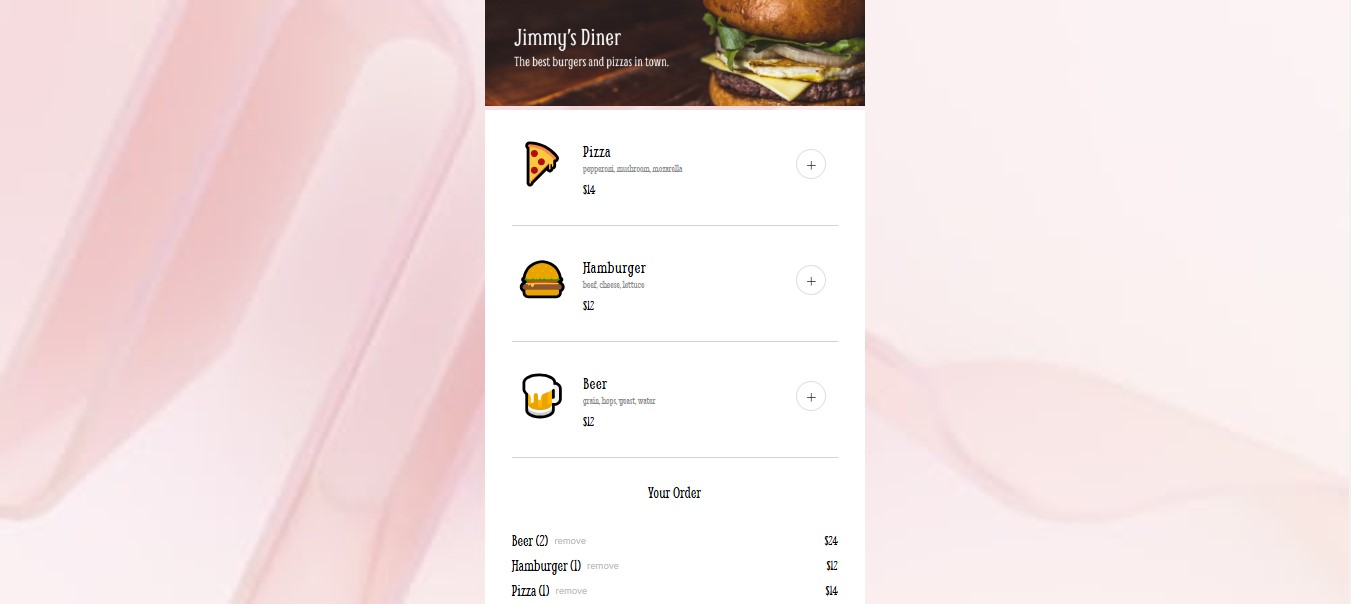 Jimmy's Diner
The best burgers and pizzas in town.
Pizza
pepperoni, mushroom, mozarella
$14
+
Hamburger
beef, cheese, lettuce
$12
+
Beer
grain, hops, yeast, water
$12
+
Your Order
Beer (2) remove $24
Hamburger (1) remove $12
Pizza (1) remove $14